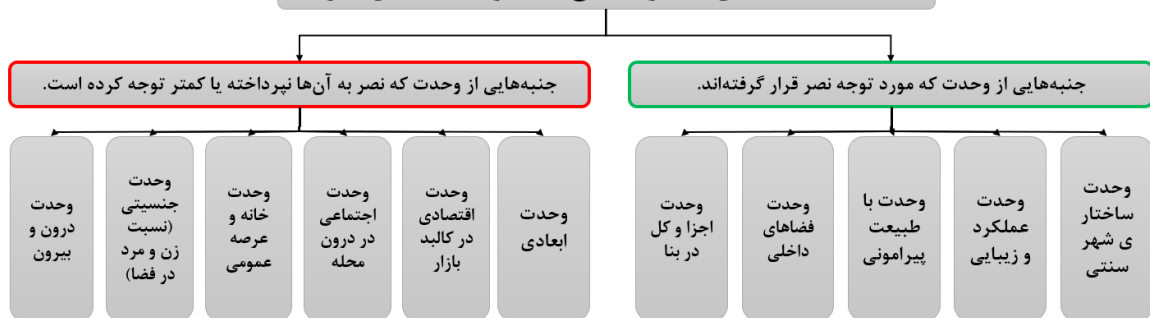 جنبه‌هایی از وحدت که مورد توجه نصر قرار گرفته‌اند.
جنبه‌هایی از وحدت که نصر به آن‌ها نپرداخته یا کمتر توجه کرده است.
وحدت
ساختار
ی شهر
سنتی
وحدت
عملکرد
و زیبایی
وحدت با
طبیعت
پیرامونی
وحدت
فضاهای
داخلی
وحدت
اجزا و کل
در بنا
وحدت
ابعادی
وحدت
اقتصادی
در کالبد
بازار
وحدت
اجتماعی
در درون
محله
وحدت
خانه و
عرصه
عمومی
وحدت
جنسیتی
(نسبت
زن و مرد
در فضا)
وحدت
درون و
بیرون